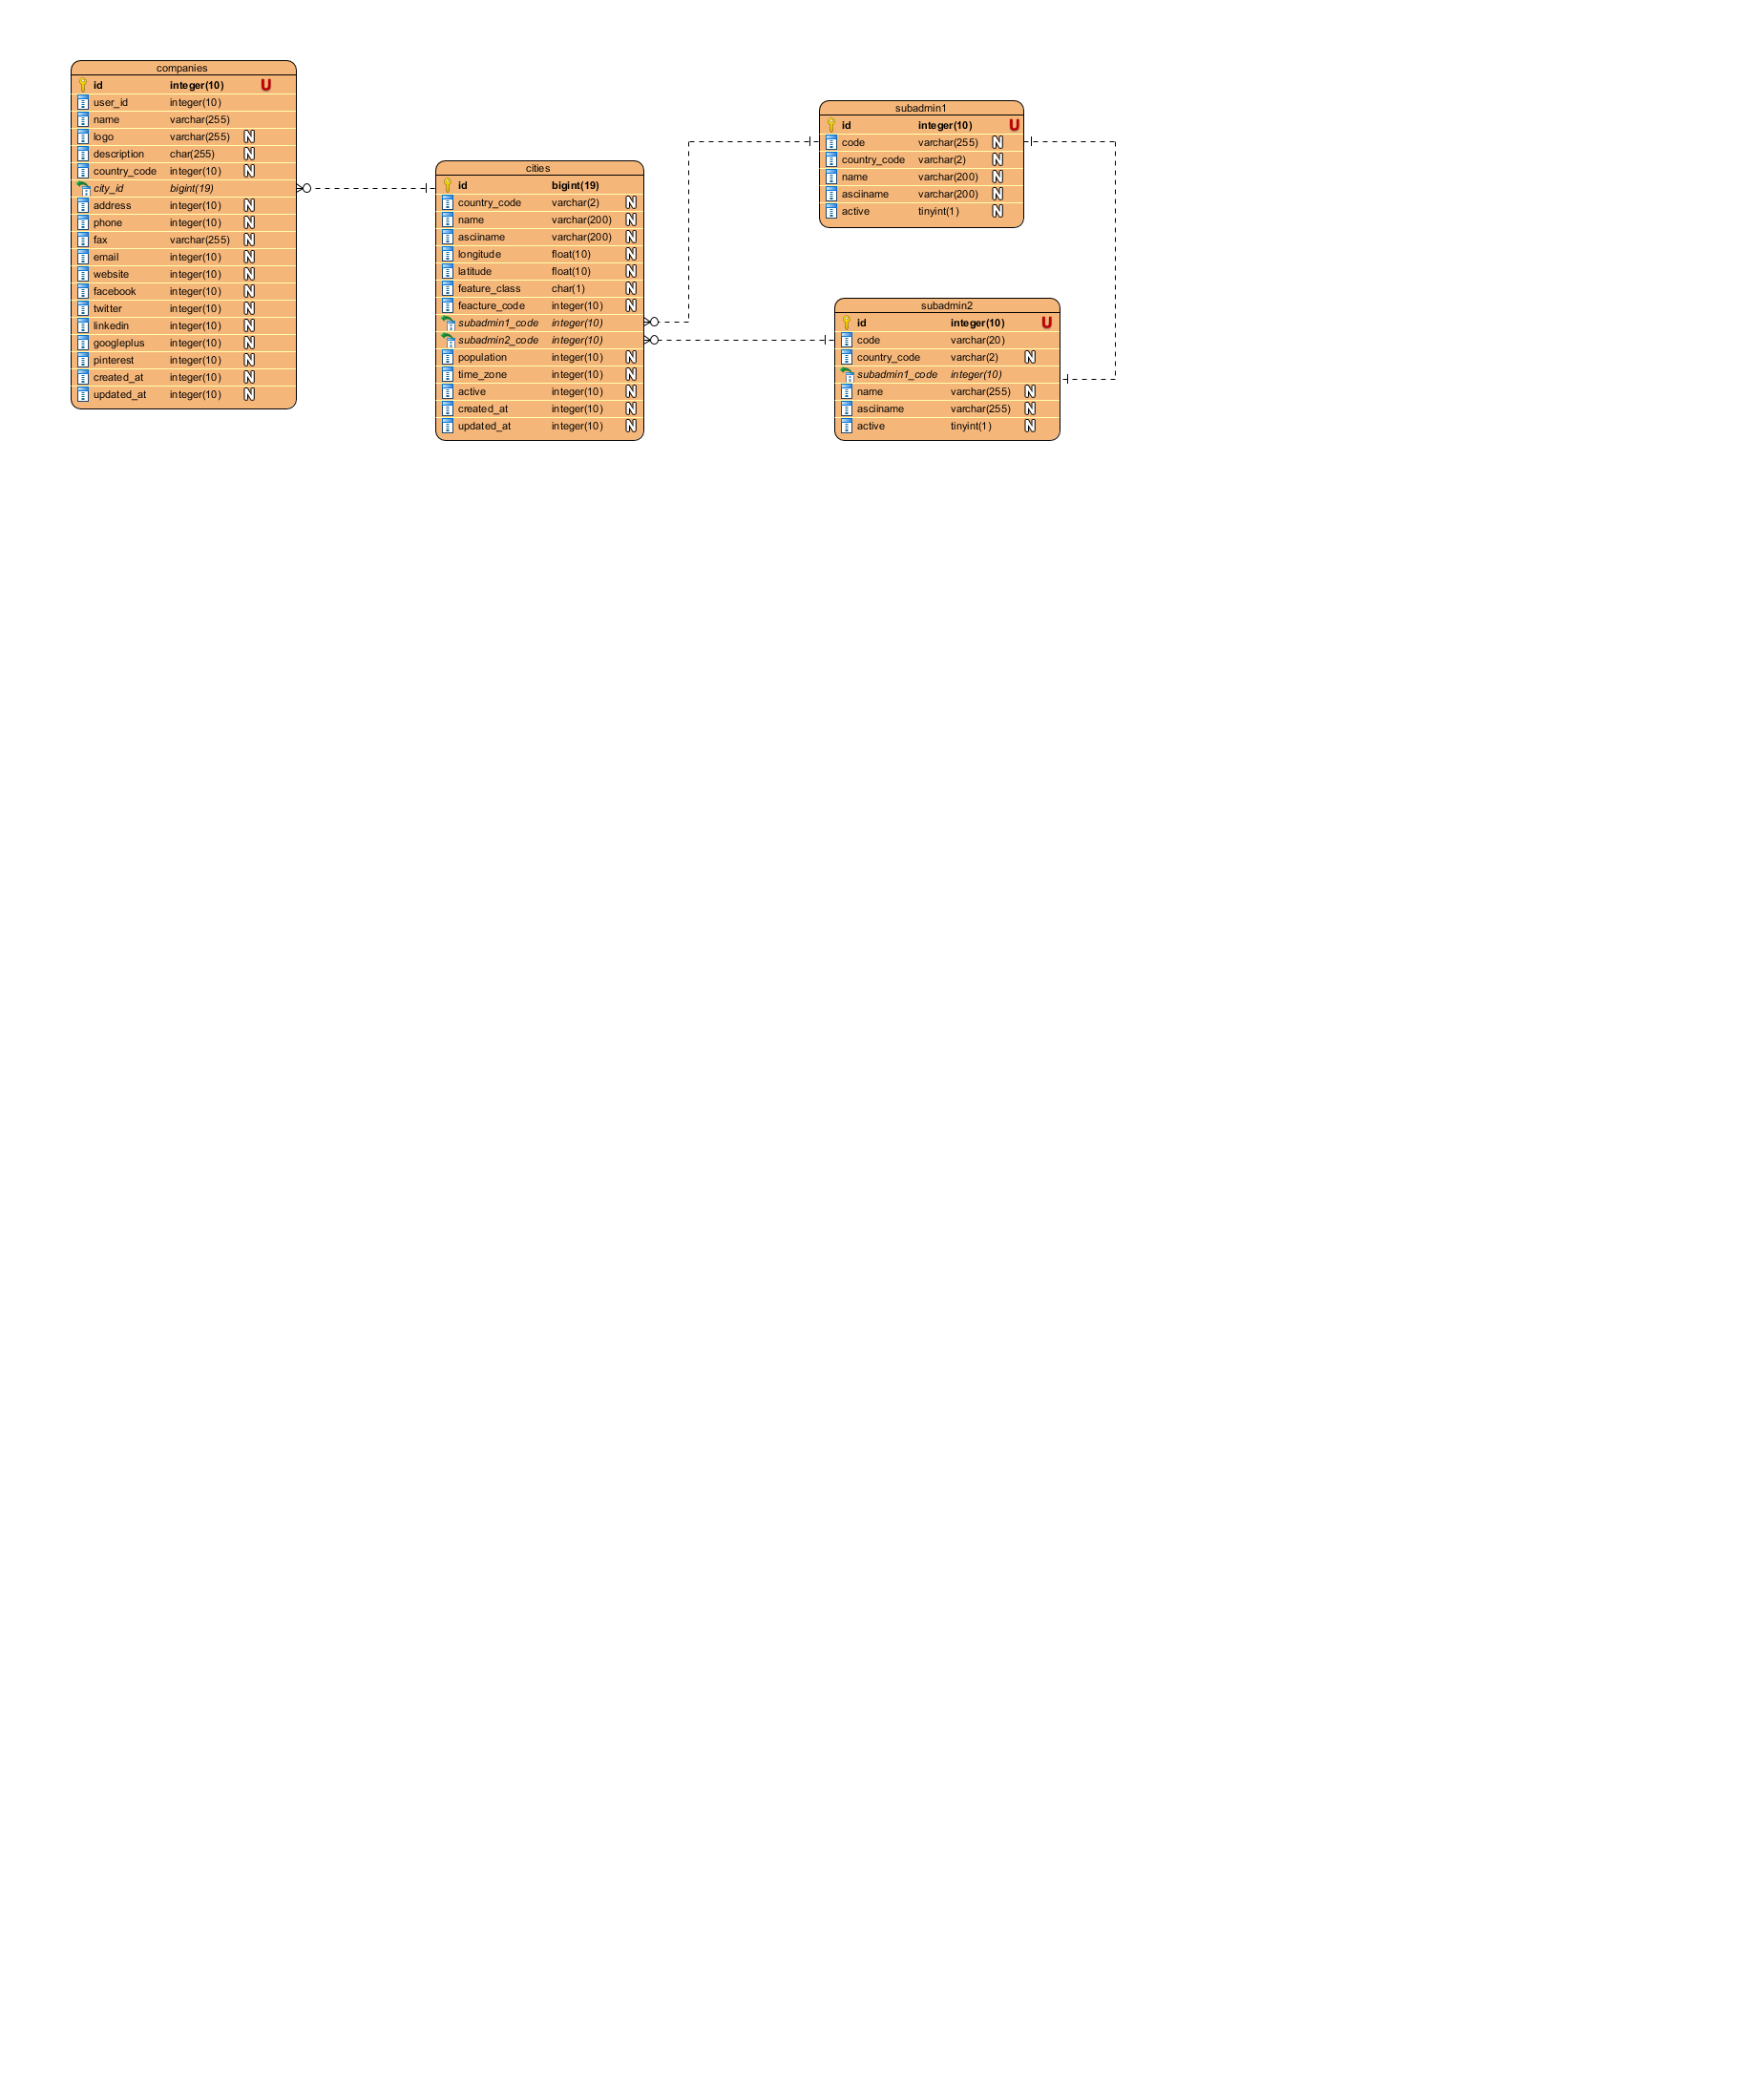 companies
id integer(10) U
user_id integer(10)
name varchar(255)
logo varchar(255) N
description char(255) N
country_code integer(10) N
city_id bigint(19)
address integer(10) N
phone integer(10) N
fax varchar(255) N
email integer(10) N
website integer(10) N
facebook integer(10) N
twitter integer(10) N
linkedin integer(10) N
googleplus integer(10) N
pinterest integer(10) N
created_at integer(10) N
updated_at integer(10) N
cities
id bigint(19)
country_code varchar(2) N
name varchar(200) N
asciiname varchar(200) N
longitude float(10) N
latitude float(10) N
feature_class char(1) N
feacture_code integer(10) N
subadmin1_code integer(10)
subadmin2_code integer(10)
population integer(10) N
time_zone integer(10) N
active integer(10) N
created_at integer(10) N
updated_at integer(10) N
subadmin1
id integer(10) U
code varchar(255) N
country_code varchar(2) N
name varchar(200) N
asciiname varchar(200) N
active tinyint(1) N
subadmin2
id integer(10) U
code varchar(20)
country_code varchar(2) N
subadmin1_code integer(10)
name varchar(255) N
asciiname varchar(255) N
active tinyint(1) N